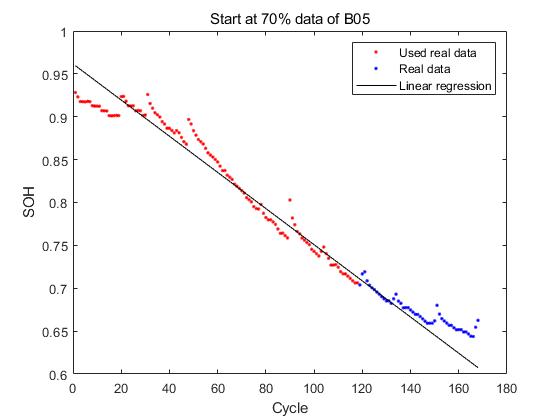 Start at 70% data of B05
1
0.95
0.9
0.85
0.8
0.75
0.7
0.65
0.6
SOH
Used real data
Real data
Linear regression
0 20 40 60 80 100 120 140 160 180
Cycle